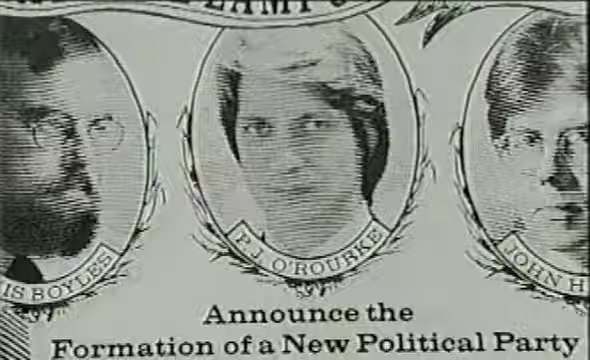 IS BOYLES
P.J. O'ROURKE
JOHN H
Announce the
Formation of a New Political Party